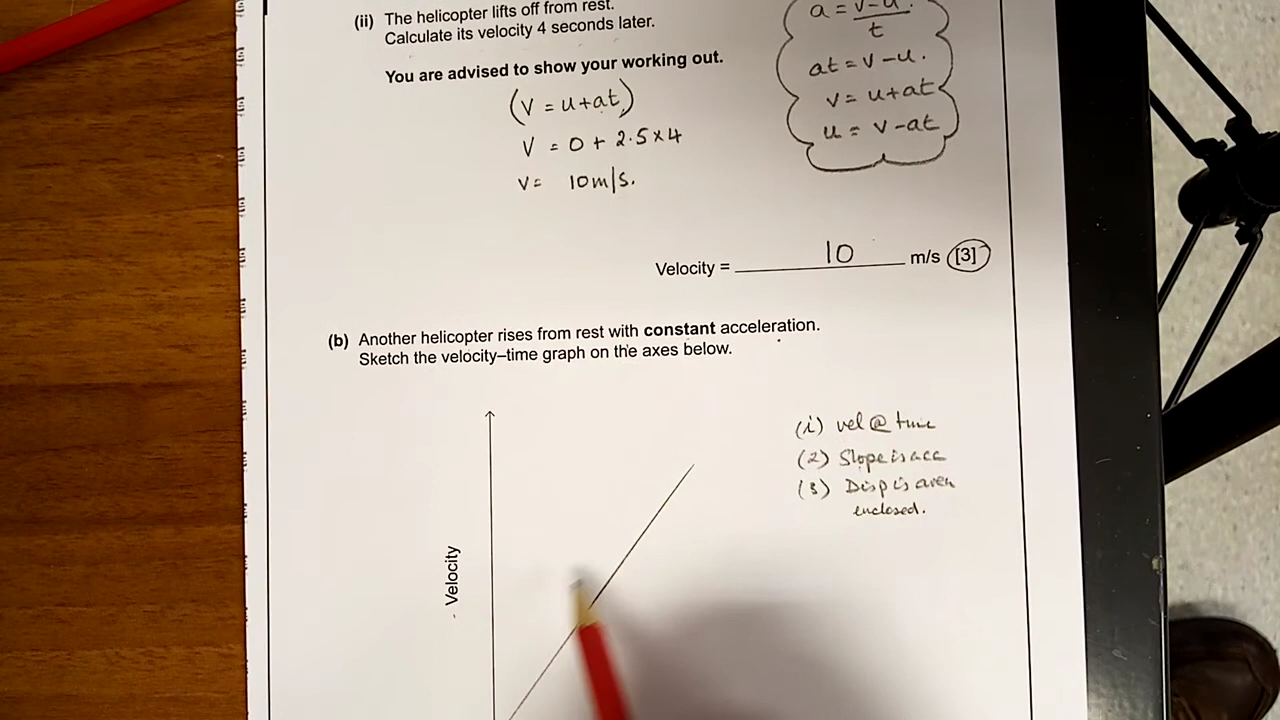 (ii) The helicopter lifts off from rest.
Calculate its velocity 4 seconds later.
You are advised to show your working out.
(v = u+at)
v = 0 + 2.5×4
v = 10m/s.
a = v-u
t
at = v-u.
v = u+at
u = v-at
Velocity = 10 m/s [3]
(b) Another helicopter rises from rest with constant acceleration.
Sketch the velocity–time graph on the axes below.
Velocity
(i) vel @ time
(2) Slope is acc
(3) Disp is area
enclosed.